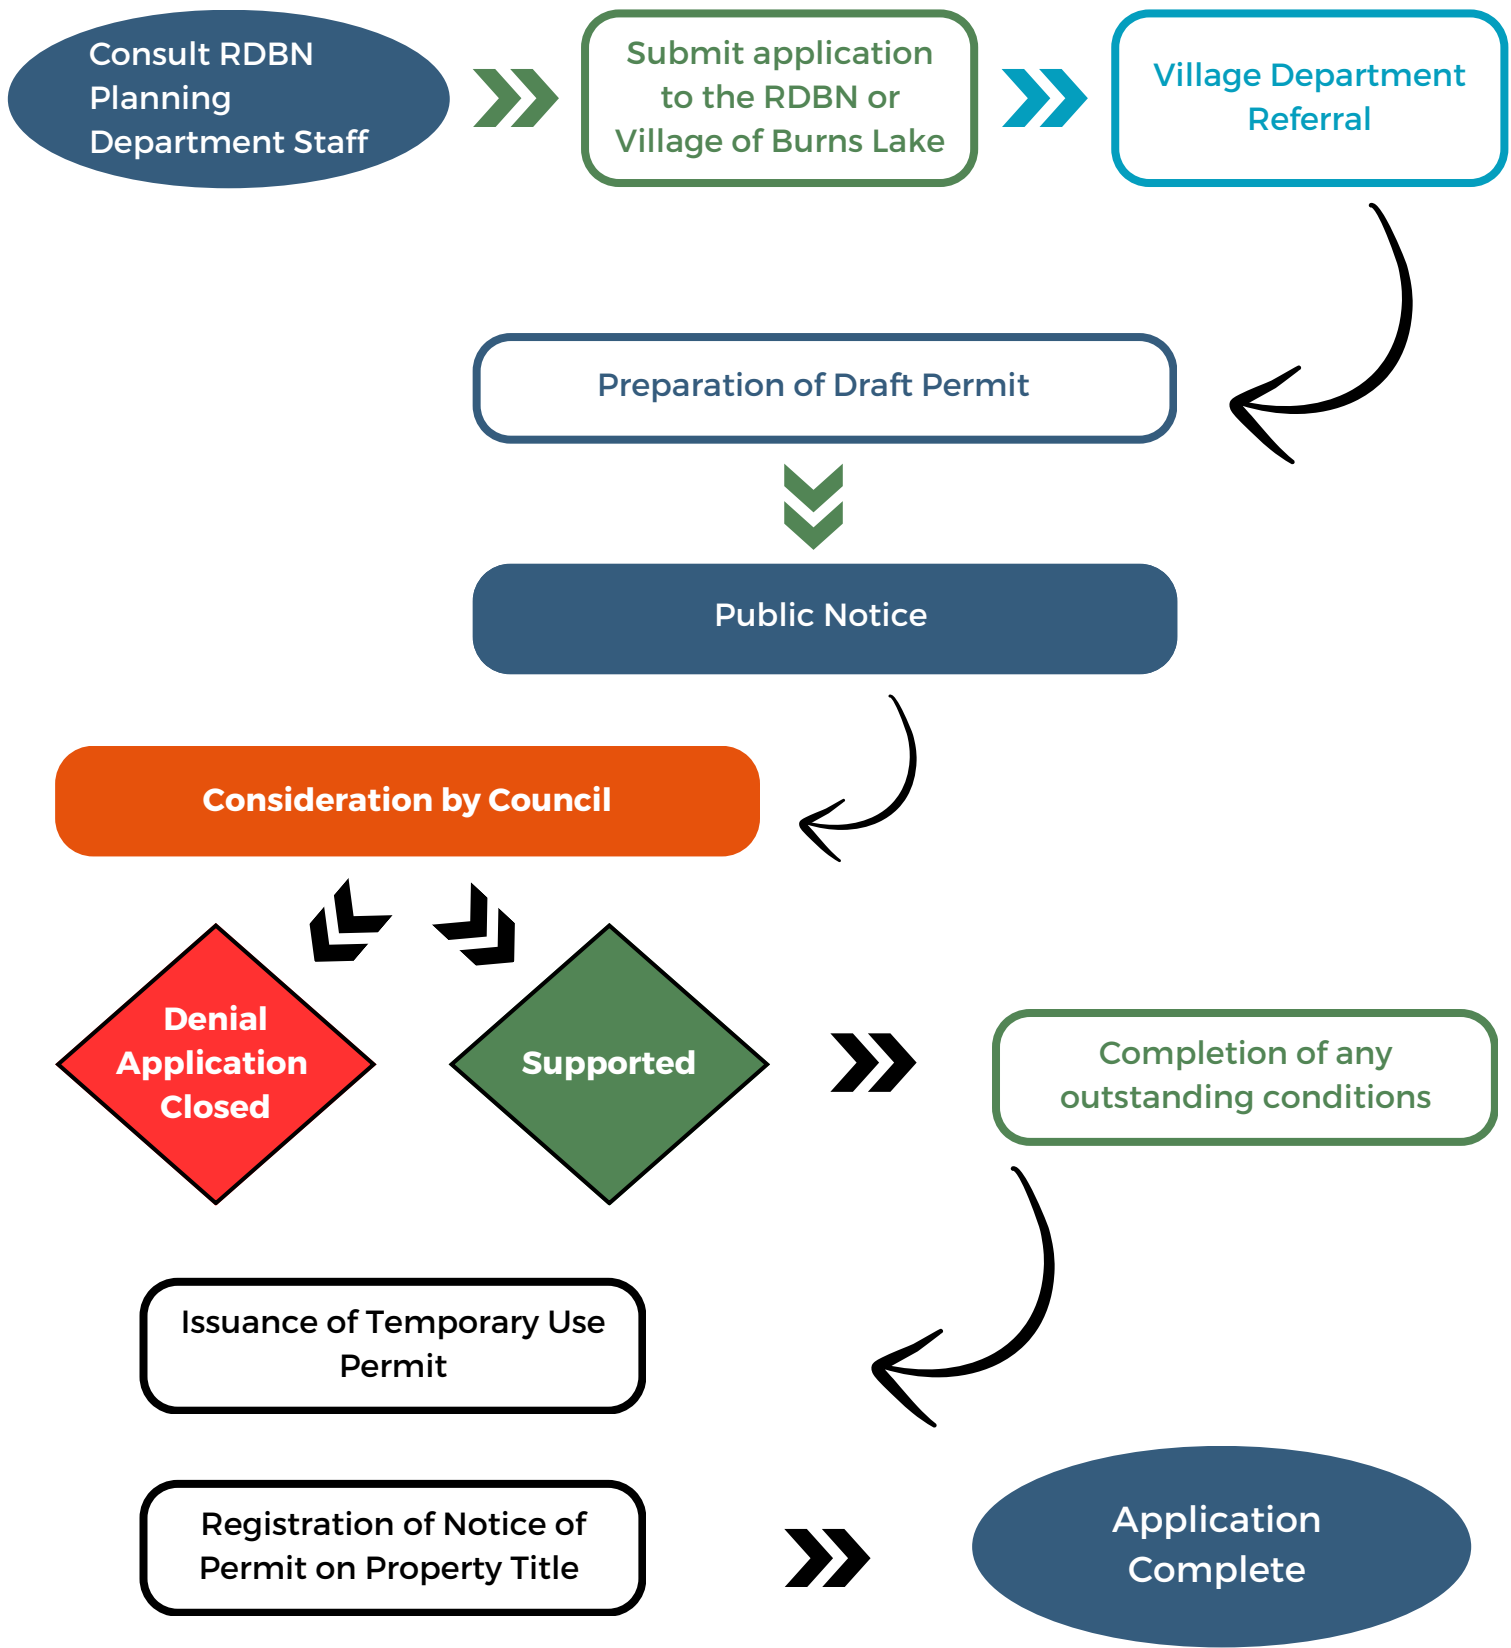 Consult RDBN
Planning
Department Staff
Submit application
to the RDBN or
Village of Burns Lake
Village Department
Referral
Preparation of Draft Permit
Public Notice
Consideration by Council
Denial
Application
Closed
Supported
Completion of any
outstanding conditions
Issuance of Temporary Use
Permit
Registration of Notice of
Permit on Property Title
Application
Complete